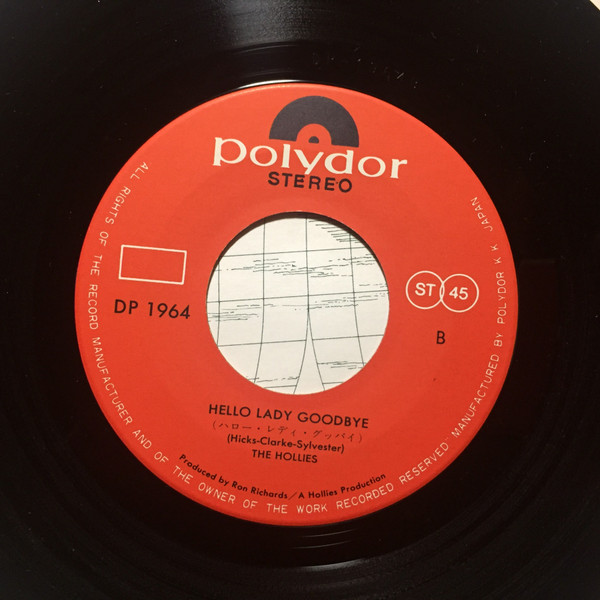 polydor
STEREO
DP 1964
ST 45
B
HELLO LADY GOODBYE
(ハロー・レディ・グッバイ)
(Hicks-Clarke-Sylvester)
THE HOLLIES
Produced by Ron Richards/A Hollies Production
ALL RIGHTS OF THE RECORD MANUFACTURER AND OF THE OWNER OF THE WORK RECORDED RESERVED MANUFACTURED BY POLYDOR K.K. JAPAN